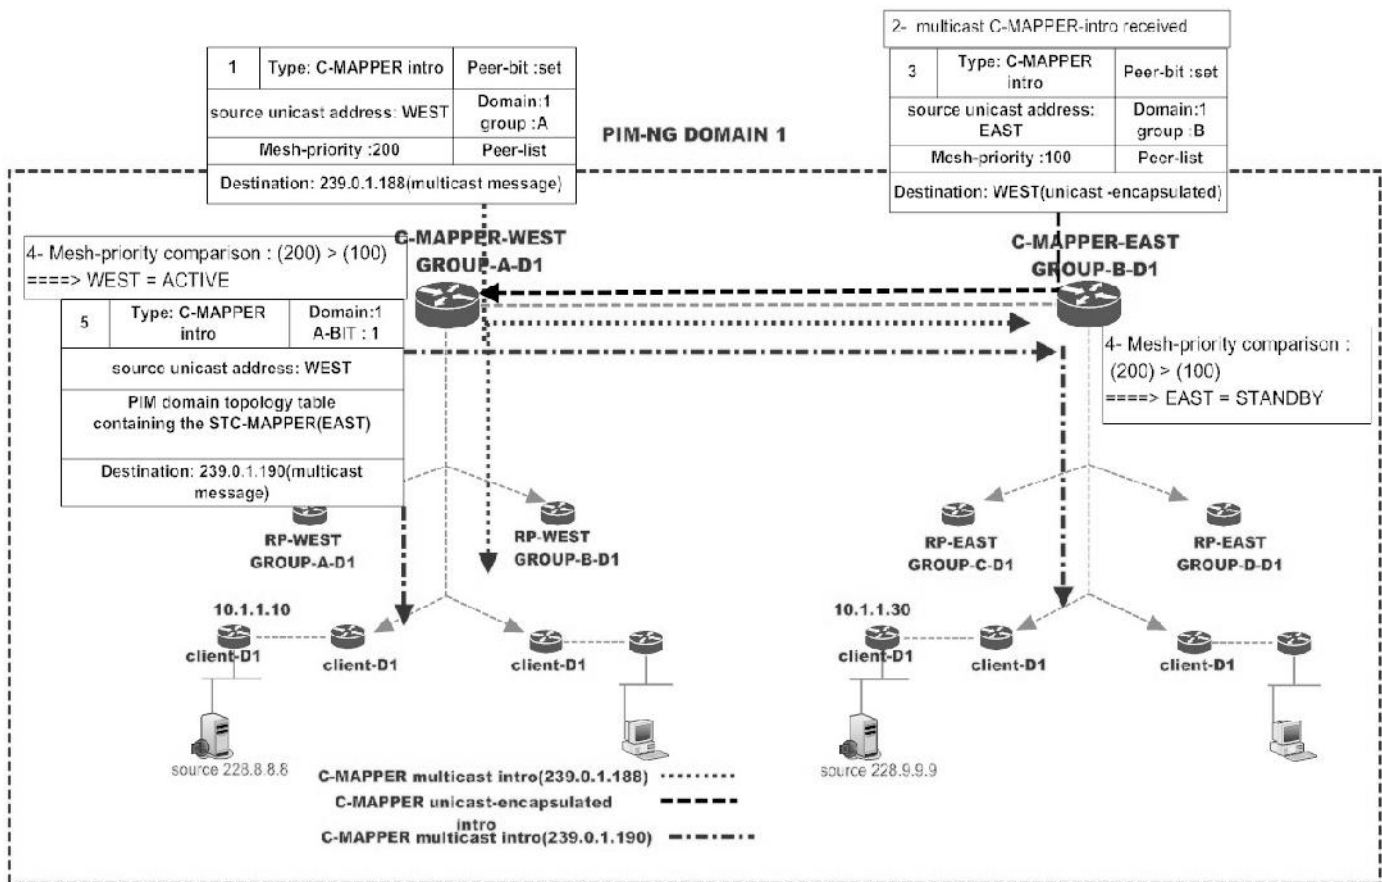 2- multicast C-MAPPER-intro received
1
Type: C-MAPPER intro
Peer-bit :set
source unicast address: WEST
Domain:1
group :A
Mesh-priority :200
Peer-list
Destination: 239.0.1.188(multicast message)
3
Type: C-MAPPER
intro
Peer-bit :set
source unicast address:
EAST
Domain:1
group :B
Mesh-priority :100
Peer-list
Destination: WEST(unicast -encapsulated)
PIM-NG DOMAIN 1
C-MAPPER-WEST
GROUP-A-D1
C-MAPPER-EAST
GROUP-B-D1
4- Mesh-priority comparison : (200) > (100)
====> WEST = ACTIVE
5
Type: C-MAPPER
intro
Domain:1
A-BIT : 1
source unicast address: WEST
PIM domain topology table
containing the STC-MAPPER(EAST)
Destination: 239.0.1.190(multicast
message)
4- Mesh-priority comparison :
(200) > (100)
====> EAST = STANDBY
RP-WEST
GROUP-A-D1
RP-WEST
GROUP-B-D1
RP-EAST
GROUP-C-D1
RP-EAST
GROUP-D-D1
10.1.1.10
client-D1
client-D1
client-D1
10.1.1.30
client-D1
client-D1
client-D1
source 228.8.8.8
source 228.9.9.9
C-MAPPER multicast intro(239.0.1.188)
C-MAPPER unicast-encapsulated
intro
C-MAPPER multicast intro(239.0.1.190)